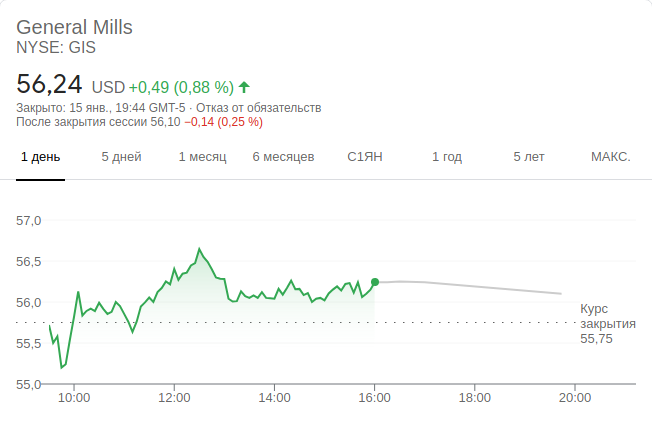 General Mills
NYSE: GIS
56,24 USD +0,49 (0,88 %)
Закрыто: 15 янв., 19:44 GMT-5 · Отказ от обязательств
После закрытия сессии 56,10 −0,14 (0,25 %)
1 день 5 дней 1 месяц 6 месяцев С1ЯН 1 год 5 лет МАКС.
57,0
56,5
56,0
55,5
55,0
Курс
закрытия
55,75
10:00 12:00 14:00 16:00 18:00 20:00